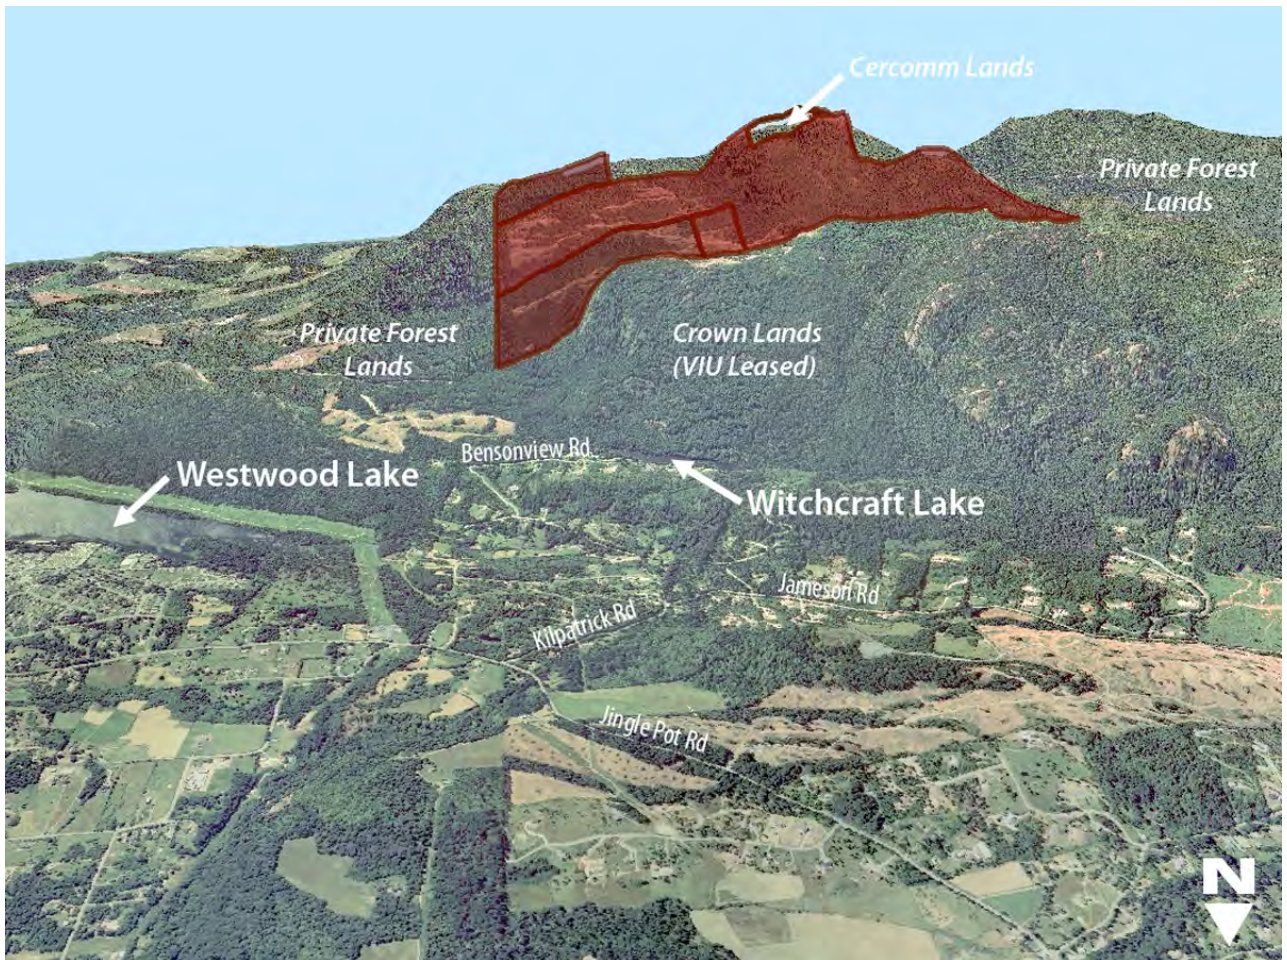 Cercomm Lands
Private Forest
Lands
Private Forest
Lands
Crown Lands
(VIU Leased)
Bensonview Rd
Westwood Lake
Witchcraft Lake
Jameson Rd
Kilpatrick Rd
Jingle Pot Rd
N